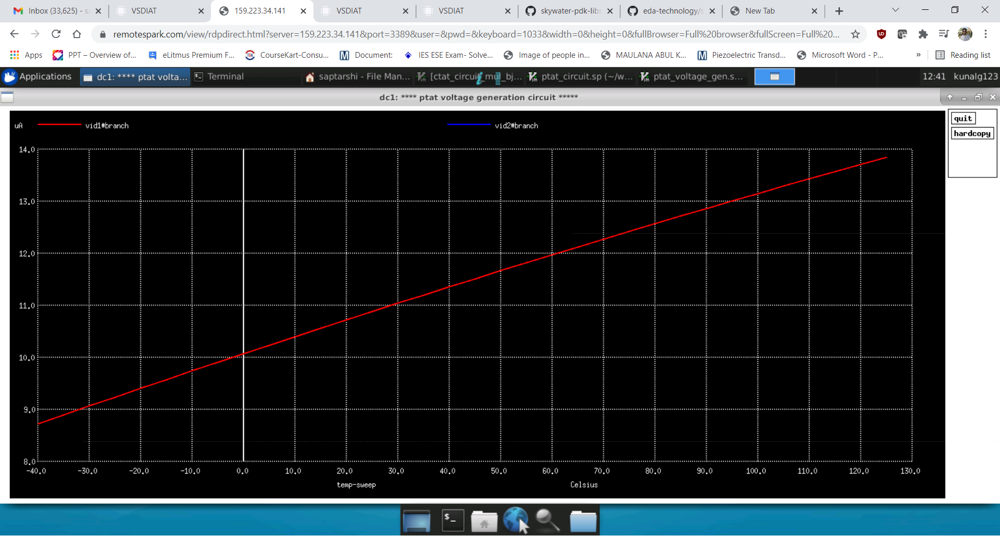 Inbox (33,625) - s
VSDIAT
159.223.34.141
VSDIAT
VSDIAT
skywater-pdk-libs
eda-technology/s
New Tab
remotespark.com/view/rdpdirect.html?server=159.223.34.141&port=3389&user=&pwd=&keyboard=1033&width=0&height=0&fullBrowser=Full%20browser&fullScreen=Full%20...
Apps
PPT – Overview of...
eLitmus Premium F...
CourseKart-Consu...
Document:
IES ESE Exam- Solve...
Image of people in...
MAULANA ABUL K...
Piezoelectric Transd...
Microsoft Word - P...
»
Reading list
Applications
dc1: **** ptat volta...
Terminal
saptarshi - File Man...
[ctat_circuit_mul_bj...
ptat_circuit.sp (~/w...
ptat_voltage_gen.s...
12:41
kunalg123
dc1: **** ptat voltage generation circuit *****
quit
hardcopy
uA
vid1#branch
vid2#branch
14.0
13.0
12.0
11.0
10.0
9.0
8.0
-40.0 -30.0 -20.0 -10.0 0.0 10.0 20.0 30.0 40.0 50.0 60.0 70.0 80.0 90.0 100.0 110.0 120.0 130.0
temp-sweep
Celsius
$_